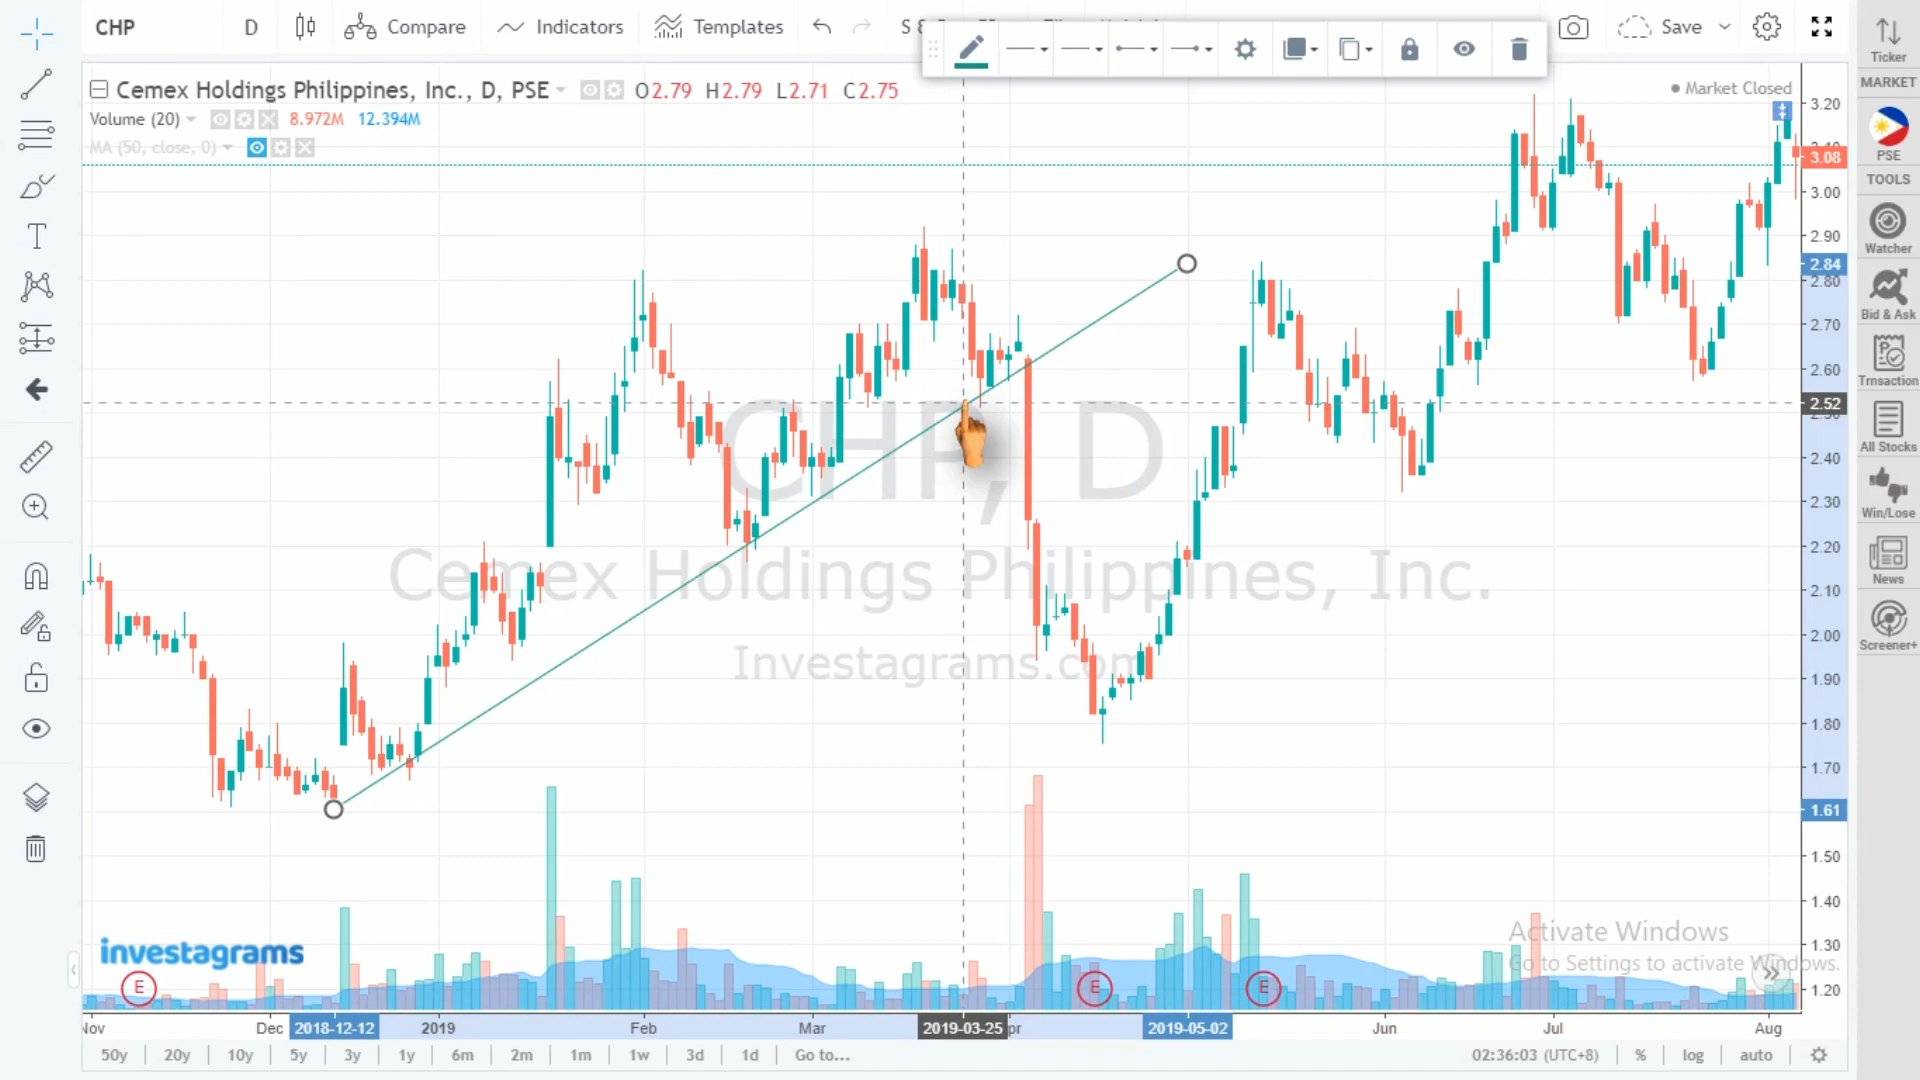 CHP D Compare Indicators Templates Save
Ticker
Cemex Holdings Philippines, Inc., D, PSE O2.79 H2.79 L2.71 C2.75
Market Closed
Volume (20) 8.972M 12.394M
MA (50, close, 0)
MARKET
PSE
TOOLS
Watcher
Bid & Ask
Trnsaction
All Stocks
Win/Lose
News
Screener+
3.20
3.08
3.00
2.90
2.84
2.80
2.70
2.60
2.52
2.40
2.30
2.20
2.10
2.00
1.90
1.80
1.70
1.61
1.50
1.40
1.30
1.20
CHP, D
Cemex Holdings Philippines, Inc.
Investagrams.com
investagrams
Activate Windows
Go to Settings to activate Windows.
E E E
Nov Dec 2018-12-12 2019 Feb Mar 2019-03-25 pr 2019-05-02 Jun Jul Aug
50y 20y 10y 5y 3y 1y 6m 2m 1m 1w 3d 1d Go to... 02:36:03 (UTC+8) % log auto